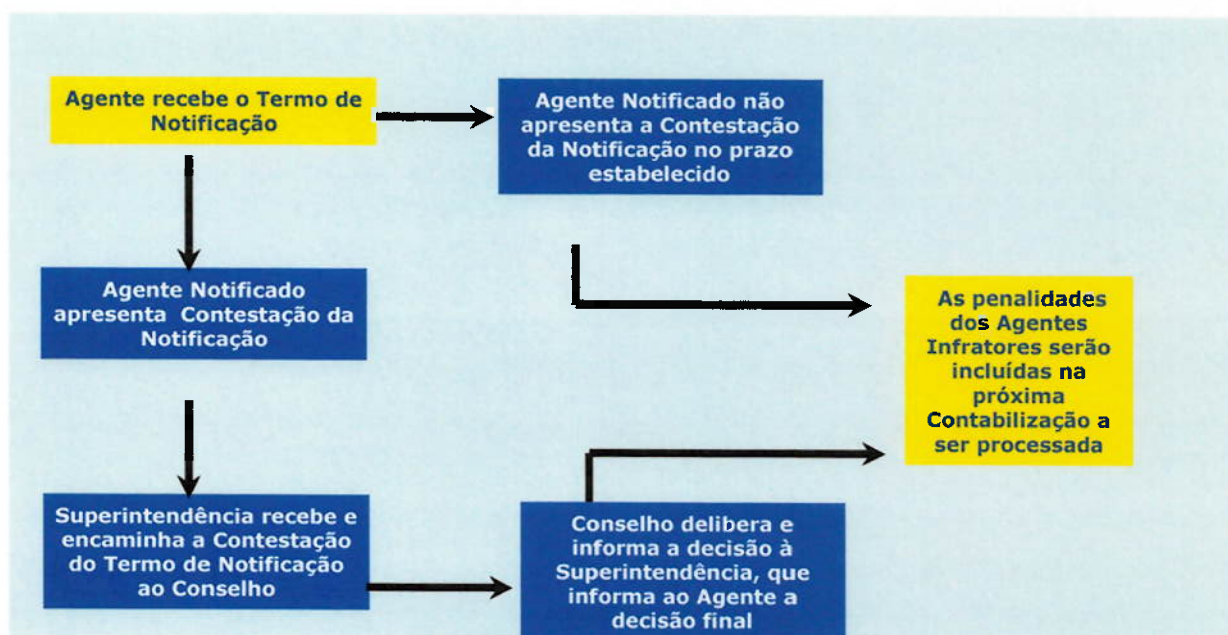 Agente recebe o Termo de
Notificação
Agente Notificado não
apresenta a Contestação
da Notificação no prazo
estabelecido
Agente Notificado
apresenta Contestação da
Notificação
As penalidades
dos Agentes
Infratores serão
incluídas na
próxima
Contabilização a
ser processada
Superintendência recebe e
encaminha a Contestação
do Termo de Notificação
ao Conselho
Conselho delibera e
informa a decisão à
Superintendência, que
informa ao Agente a
decisão final